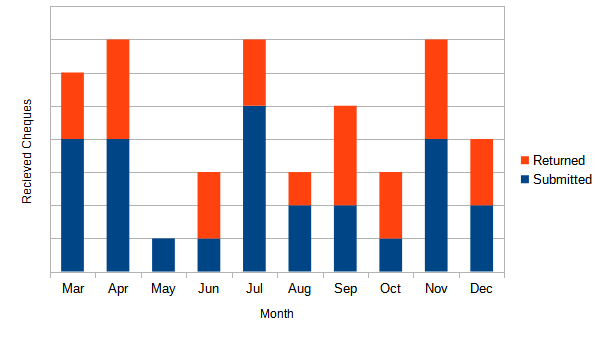 Recieved Cheques
Returned
Submitted
Mar Apr May Jun Jul Aug Sep Oct Nov Dec
Month